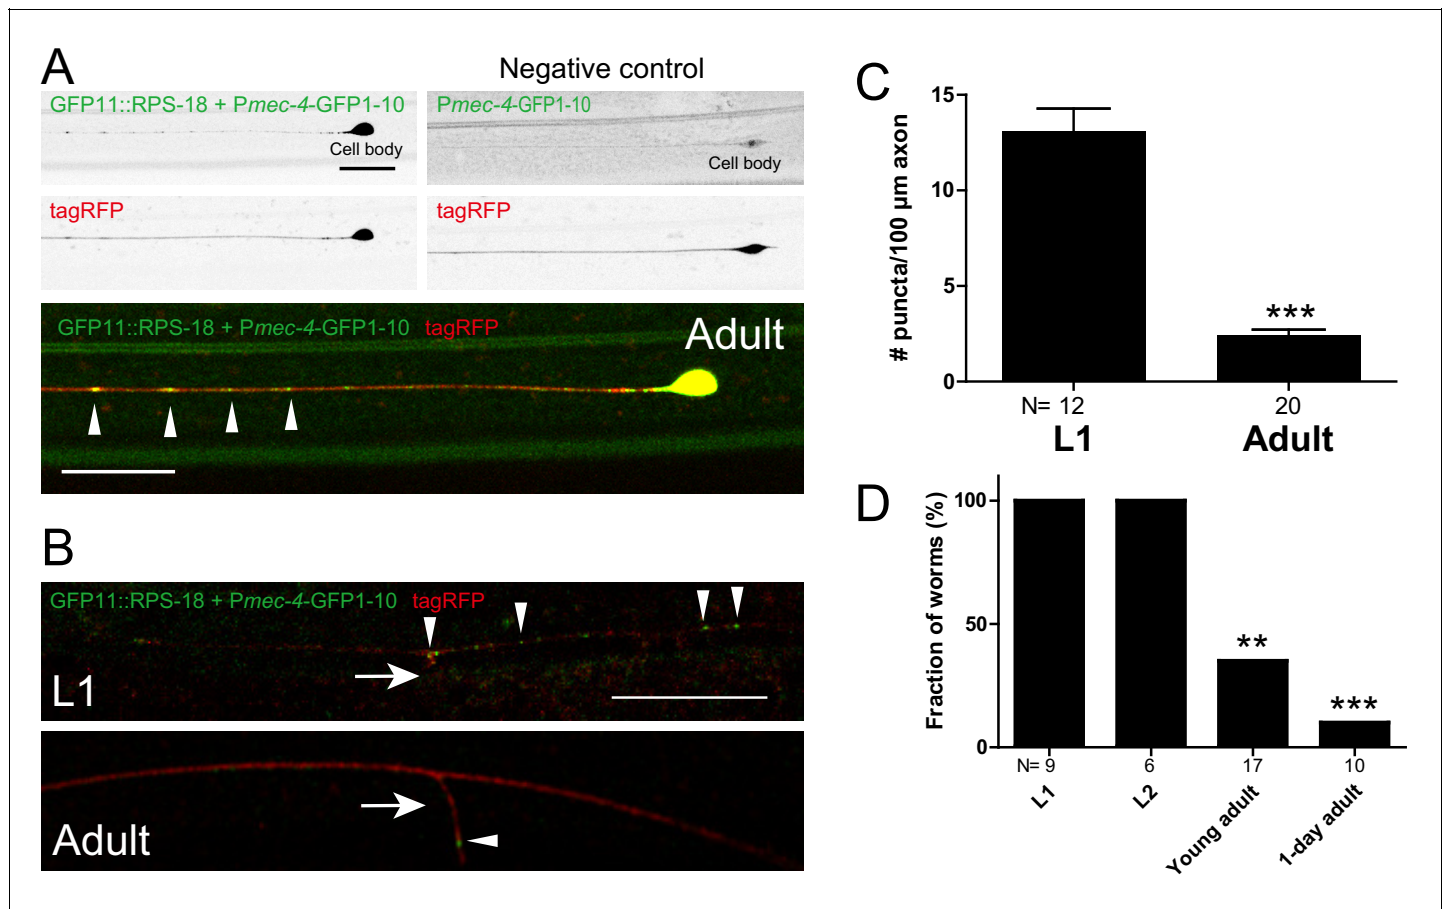 A
Negative control
GFP11::RPS-18 + Pmec-4-GFP1-10
Cell body
Pmec-4-GFP1-10
Cell body
tagRFP
tagRFP
GFP11::RPS-18 + Pmec-4-GFP1-10 tagRFP
Adult
B
GFP11::RPS-18 + Pmec-4-GFP1-10 tagRFP
L1
Adult
C
# puncta/100 µm axon
15
10
5
0
***
N= 12
20
L1
Adult
D
Fraction of worms (%)
100
50
0
**
***
N= 9
6
17
10
L1
L2
Young adult
1-day adult